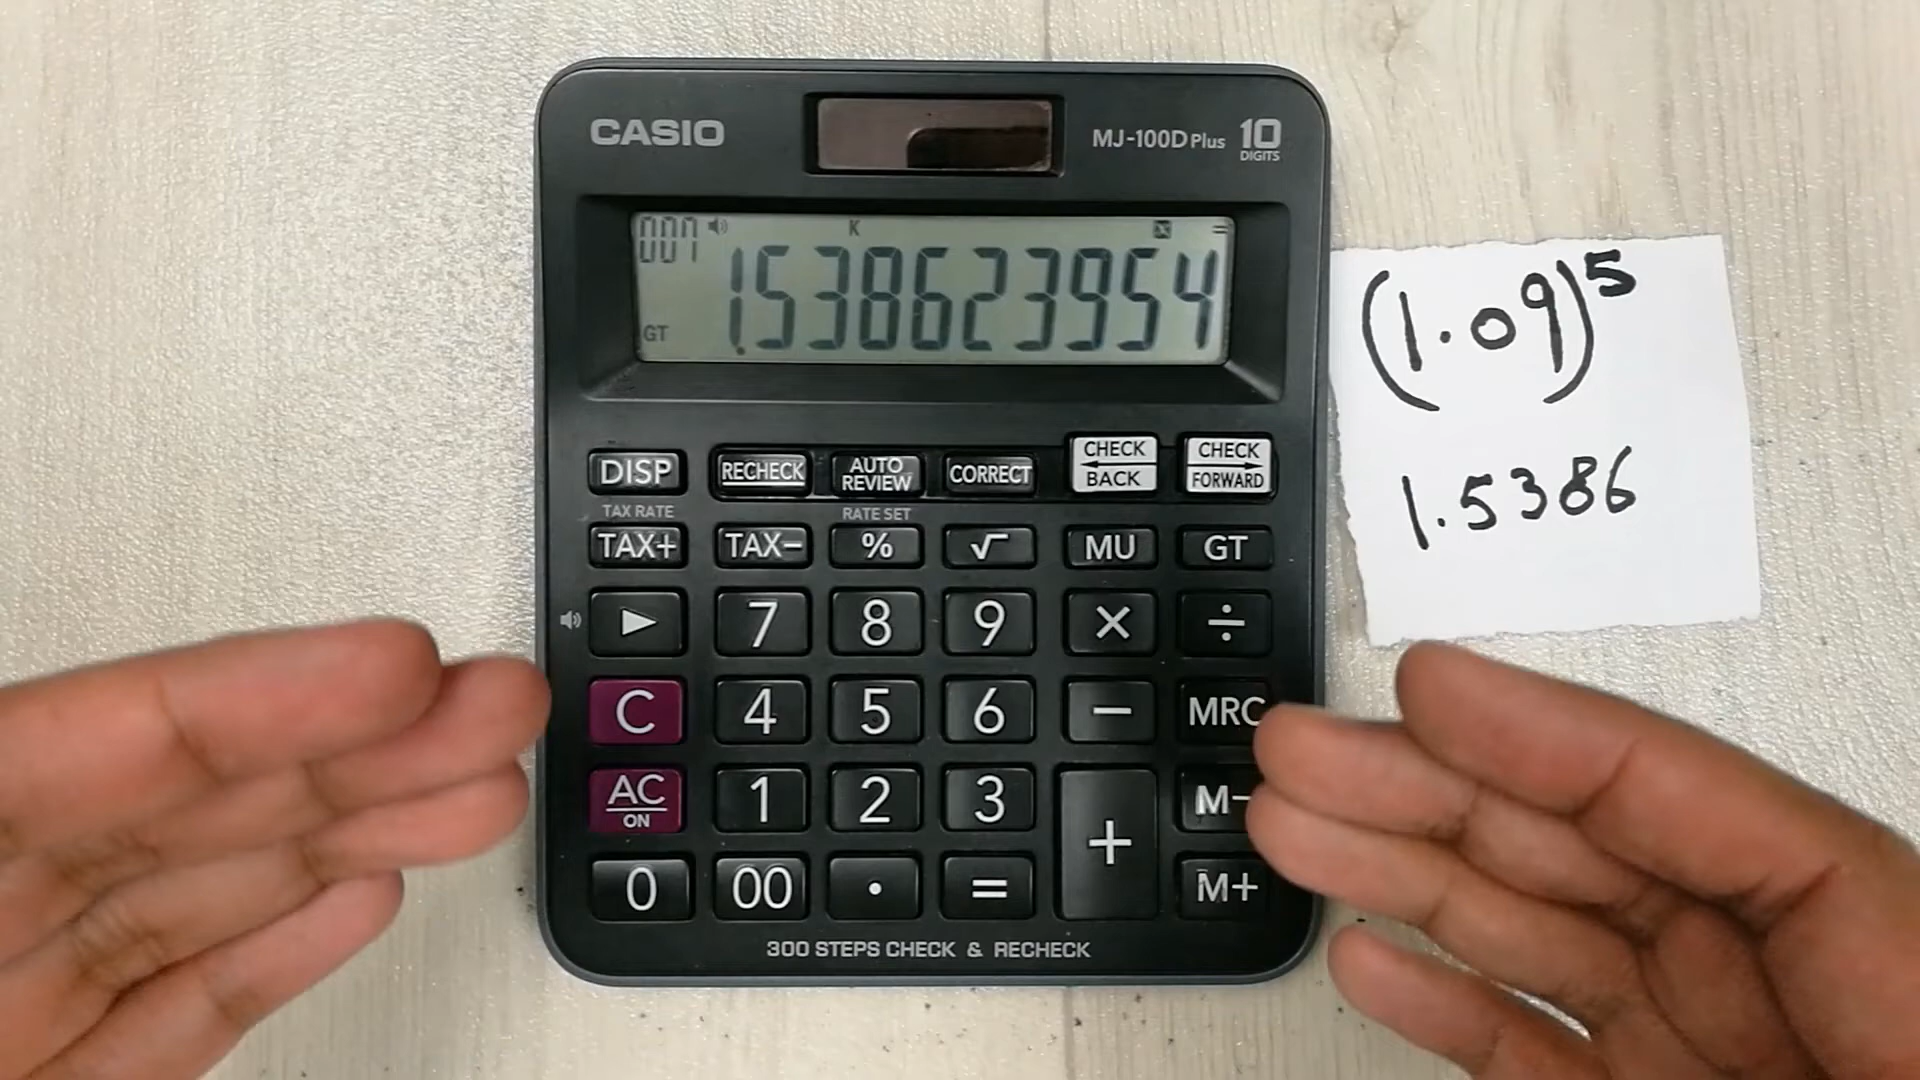 CASIO
MJ-100D Plus 10
DIGITS
007 K =
1.538623954
GT
(1.09)⁵
1.5386
DISP RECHECK AUTO REVIEW CORRECT CHECK BACK CHECK FORWARD
TAX RATE RATE SET
TAX+ TAX− % √ MU GT
▶ 7 8 9 × ÷
C 4 5 6 − MRC
AC ON 1 2 3 + M−
0 00 · = M+
300 STEPS CHECK & RECHECK